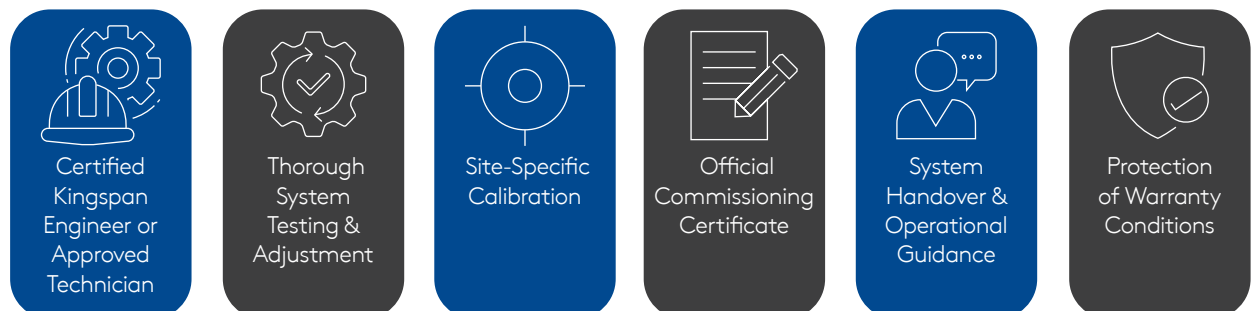 Certified
Kingspan
Engineer or
Approved
Technician
Thorough
System
Testing &
Adjustment
Site-Specific
Calibration
Official
Commissioning
Certificate
System
Handover &
Operational
Guidance
Protection
of Warranty
Conditions